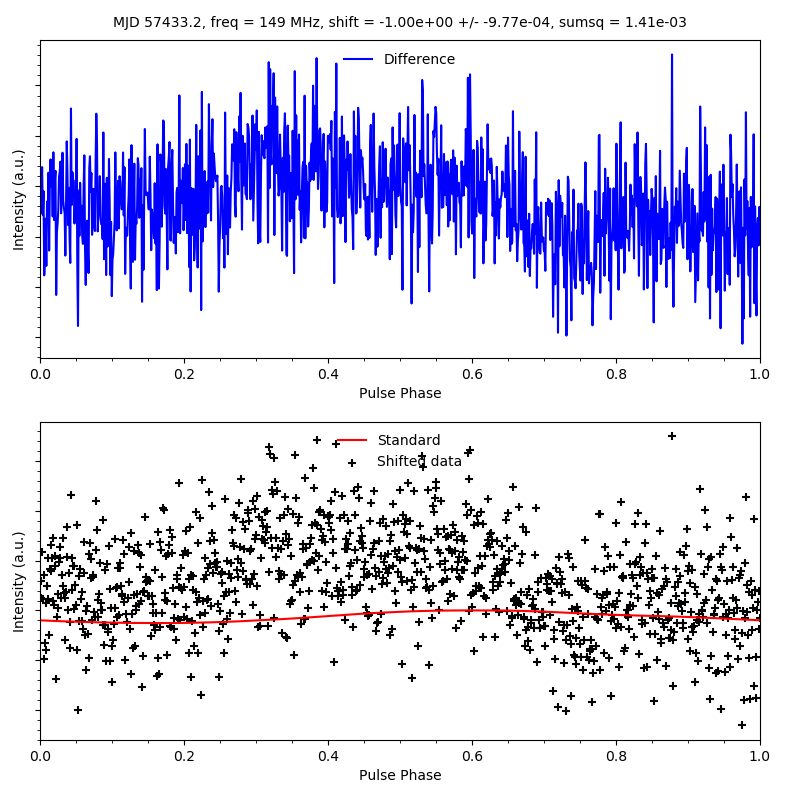 MJD 57433.2, freq = 149 MHz, shift = -1.00e+00 +/- -9.77e-04, sumsq = 1.41e-03
Difference
Intensity (a.u.)
0.0 0.2 0.4 0.6 0.8 1.0
Pulse Phase
Standard
Shifted data
Intensity (a.u.)
0.0 0.2 0.4 0.6 0.8 1.0
Pulse Phase